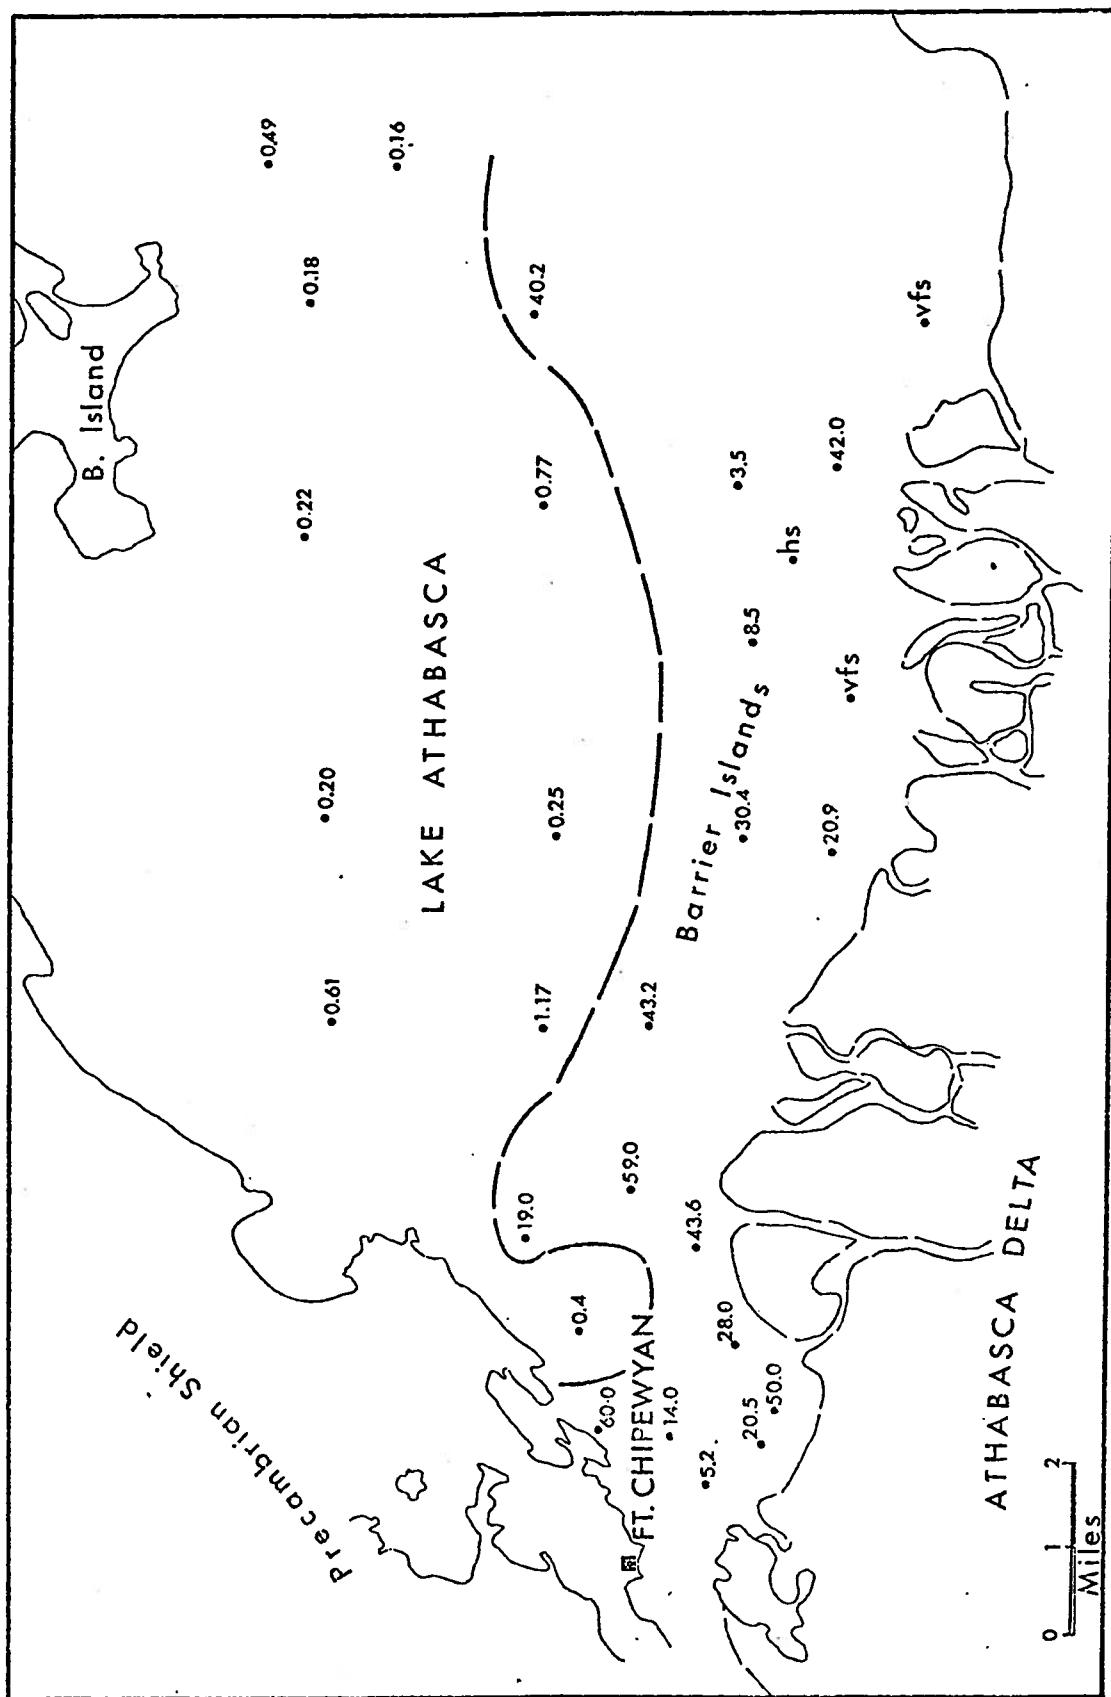 B. Island
0.49
0.16
0.18
40.2
0.22
0.77
3.5
42.0
vfs
hs
8.5
vfs
LAKE ATHABASCA
0.20
0.25
30.4
20.9
Barrier Islands
0.61
1.17
43.2
19.0
59.0
43.6
0.4
28.0
60.0
14.0
50.0
20.5
5.2
Precambrian Shield
FT. CHIPEWYAN
ATHABASCA DELTA
0 1 2
Miles